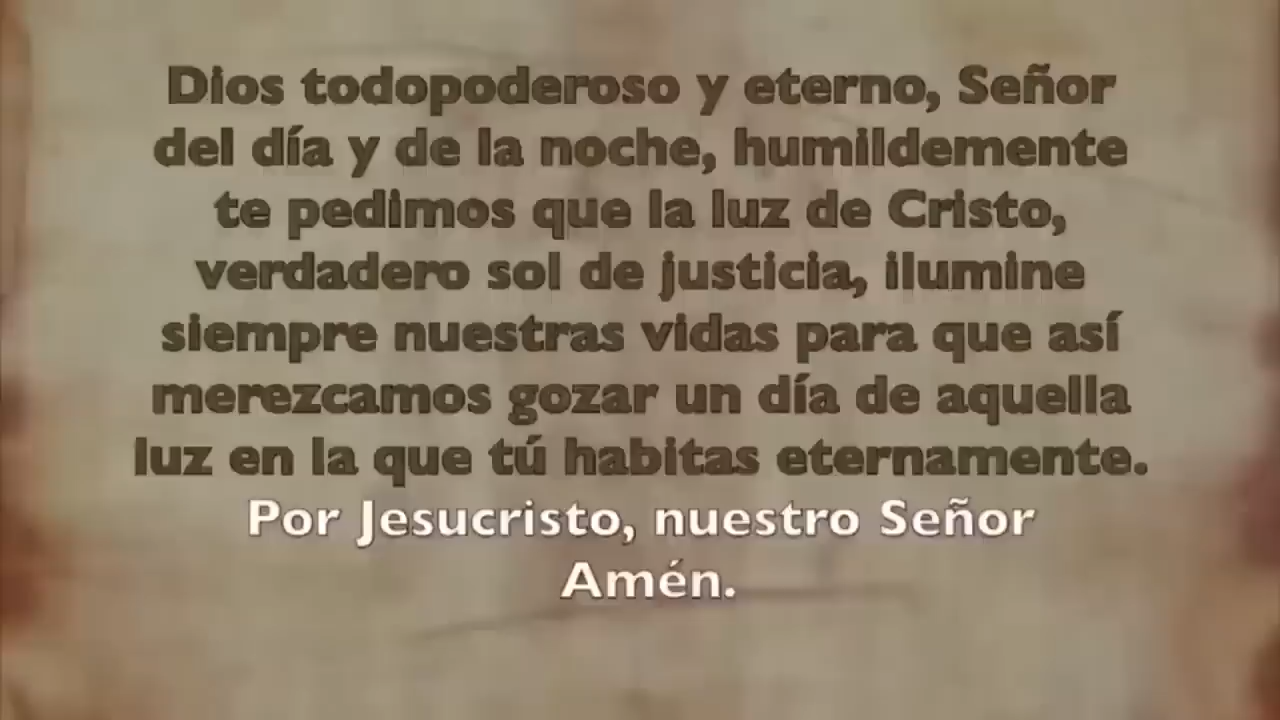 Dios todopoderoso y eterno, Señor
del día y de la noche, humildemente
te pedimos que la luz de Cristo,
verdadero sol de justicia, ilumine
siempre nuestras vidas para que así
merezcamos gozar un día de aquella
luz en la que tú habitas eternamente.
Por Jesucristo, nuestro Señor
Amén.